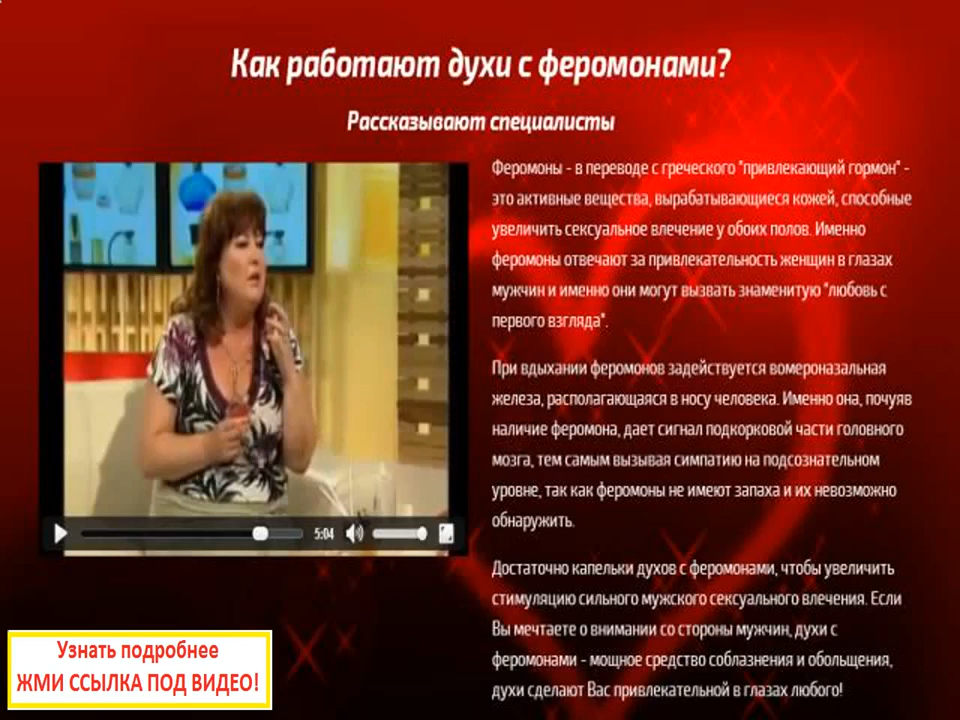 Как работают духи с феромонами?
Рассказывают специалисты
Феромоны - в переводе с греческого "привлекающий гормон" -
это активные вещества, вырабатывающиеся кожей, способные
увеличить сексуальное влечение у обоих полов. Именно
феромоны отвечают за привлекательность женщин в глазах
мужчин и именно они могут вызвать знаменитую "любовь с
первого взгляда".
При вдыхании феромонов задействуется вомероназальная
железа, располагающаяся в носу человека. Именно она, почуяв
наличие феромона, дает сигнал подкорковой части головного
мозга, тем самым вызывая симпатию на подсознательном
уровне, так как феромоны не имеют запаха и их невозможно
обнаружить.
5:04
Достаточно капельки духов с феромонами, чтобы увеличить
стимуляцию сильного мужского сексуального влечения. Если
Вы мечтаете о внимании со стороны мужчин, духи с
феромонами - мощное средство соблазнения и обольщения,
духи сделают Вас привлекательной в глазах любого!
Узнать подробнее
ЖМИ ССЫЛКА ПОД ВИДЕО!